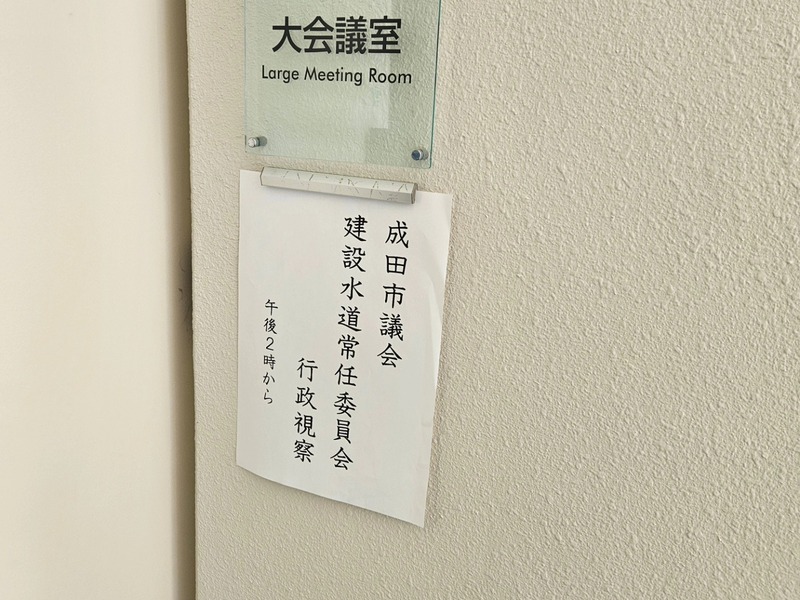 大会議室
Large Meeting Room
成田市議会
建設水道常任委員会
行政視察
午後2時から